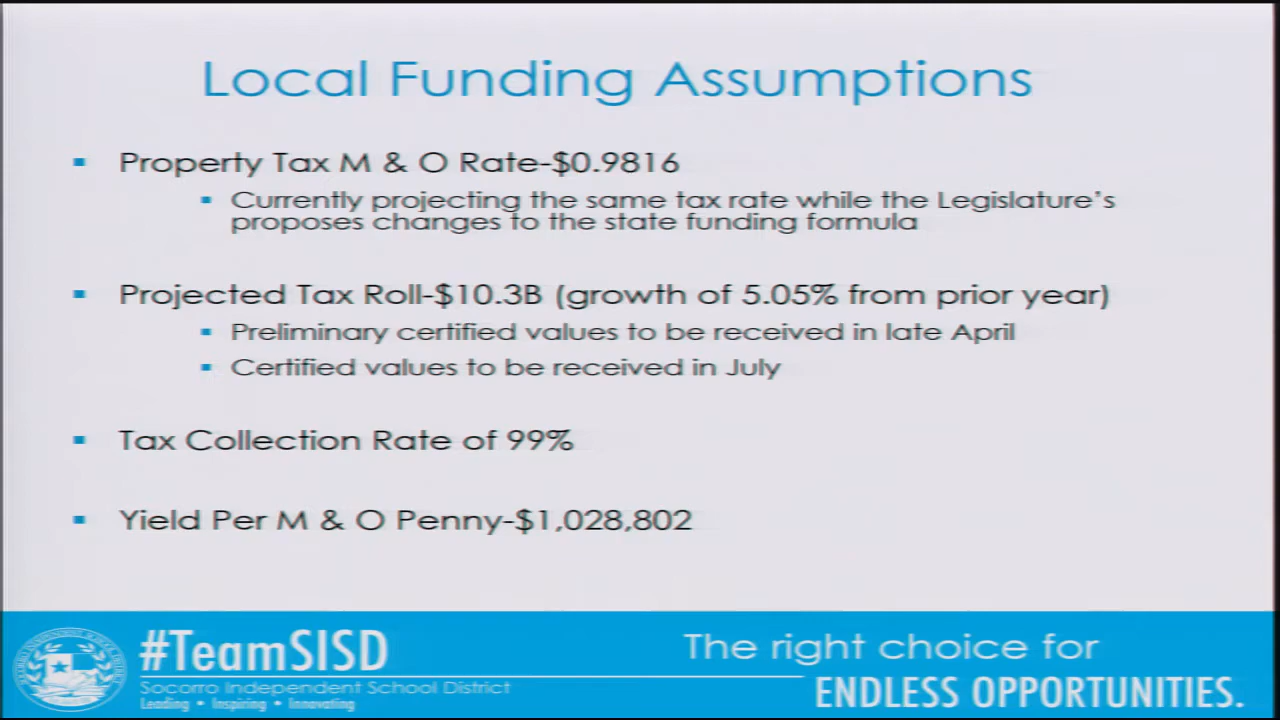 Local Funding Assumptions
▪ Property Tax M & O Rate-$0.9816
▪ Currently projecting the same tax rate while the Legislature's
proposes changes to the state funding formula
▪ Projected Tax Roll-$10.3B (growth of 5.05% from prior year)
▪ Preliminary certified values to be received in late April
▪ Certified values to be received in July
▪ Tax Collection Rate of 99%
▪ Yield Per M & O Penny-$1,028,802
#TeamSISD
Socorro Independent School District
Leading • Inspiring • Innovating
The right choice for
ENDLESS OPPORTUNITIES.